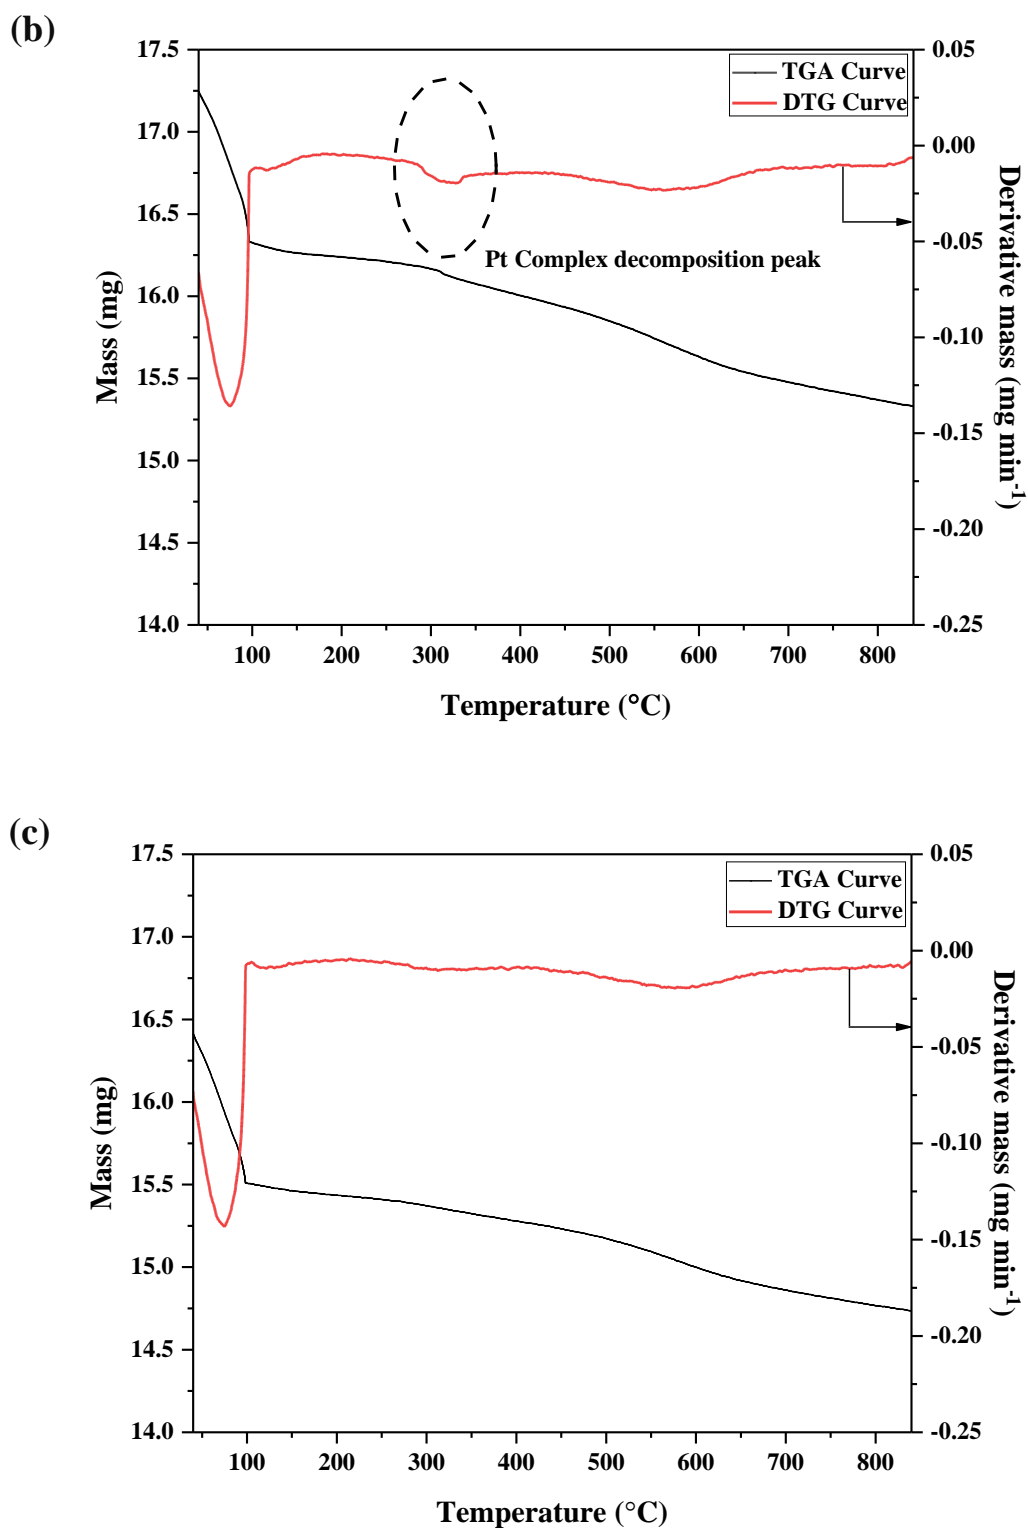 (b)
17.5
17.0
16.5
16.0
15.5
15.0
14.5
14.0
Mass (mg)
TGA Curve
DTG Curve
Pt Complex decomposition peak
0.05
0.00
-0.05
-0.10
-0.15
-0.20
-0.25
Derivative mass (mg min-1)
100 200 300 400 500 600 700 800
Temperature (°C)
(c)
17.5
17.0
16.5
16.0
15.5
15.0
14.5
14.0
Mass (mg)
TGA Curve
DTG Curve
0.05
0.00
-0.05
-0.10
-0.15
-0.20
-0.25
Derivative mass (mg min-1)
100 200 300 400 500 600 700 800
Temperature (°C)